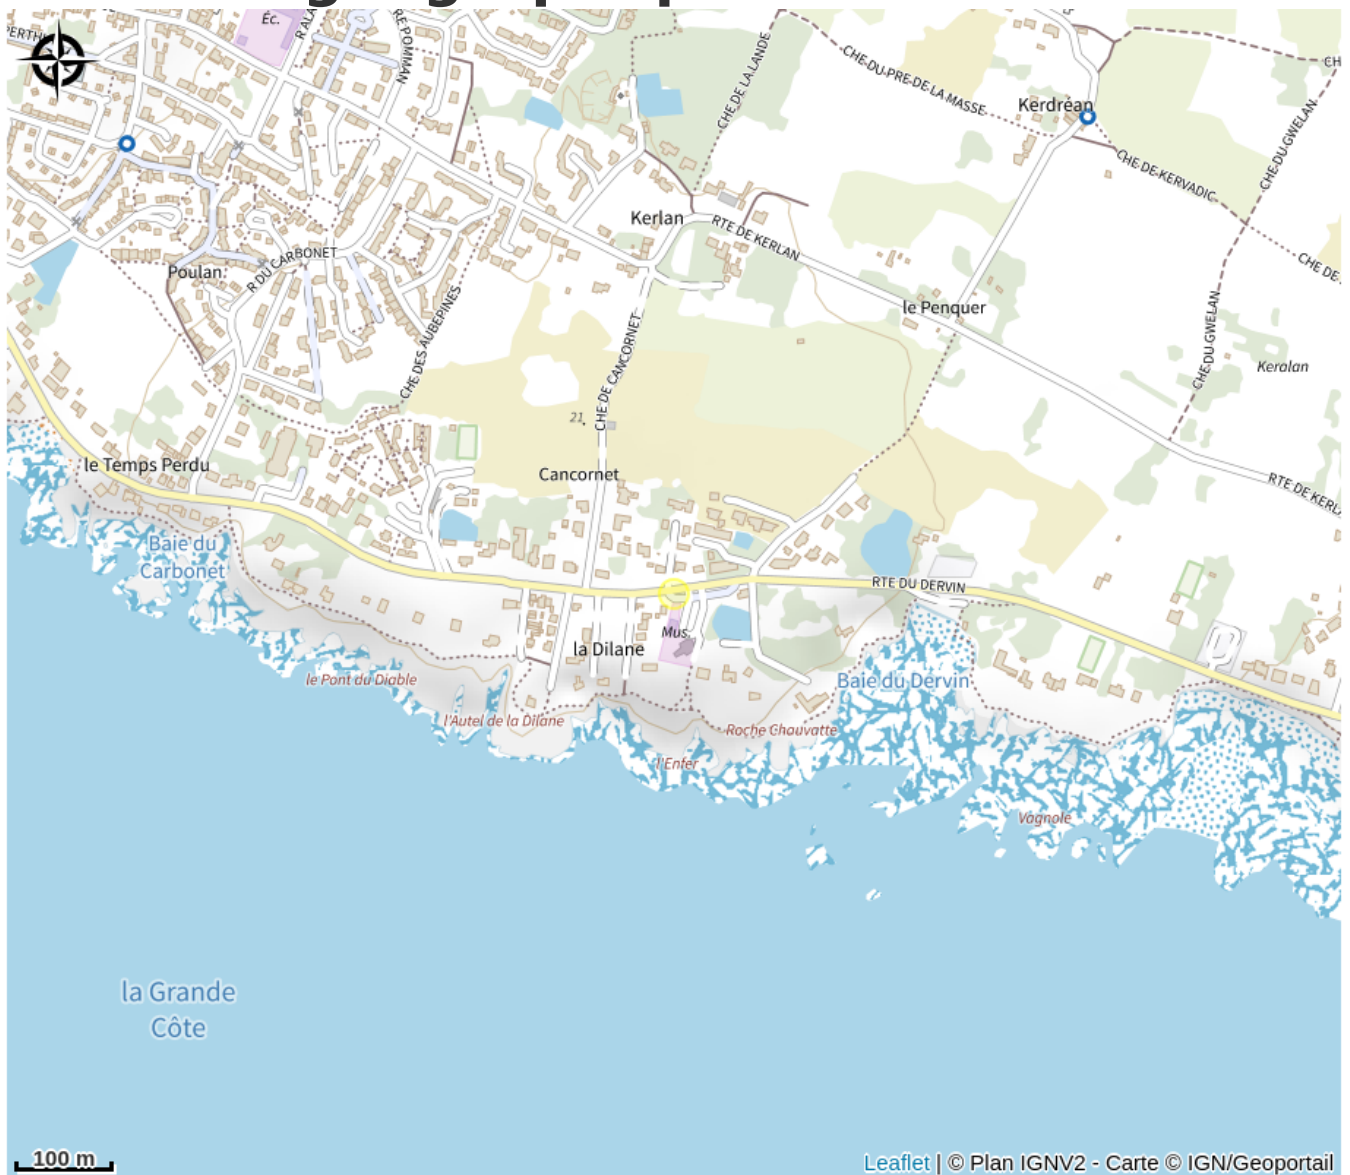 Éc.
R ALA
RE POMMAN
PERTH
CHE DE LA LANDE
CHE DU PRE DE LA MASSE
CH
Kerdréan
CHE DE KERVADIC
CHE DU GWELAN
Kerlan
RTE DE KERLAN
CHE DE
Poulan
R DU CARBONET
le Penquer
CHE DES AUBEPINES
CHE DE CANCORNET
CHE DU GWELAN
Keralan
21
le Temps Perdu
Cancornet
RTE DE KERL
Baie du
Carbonet
RTE DU DERVIN
Mus.
la Dilane
le Pont du Diable
Baie du Dervin
l'Autel de la Dilane
Roche Chauvatte
l'Enfer
Vagnole
la Grande
Côte
100 m
Leaflet | © Plan IGNV2 - Carte © IGN/Geoportail